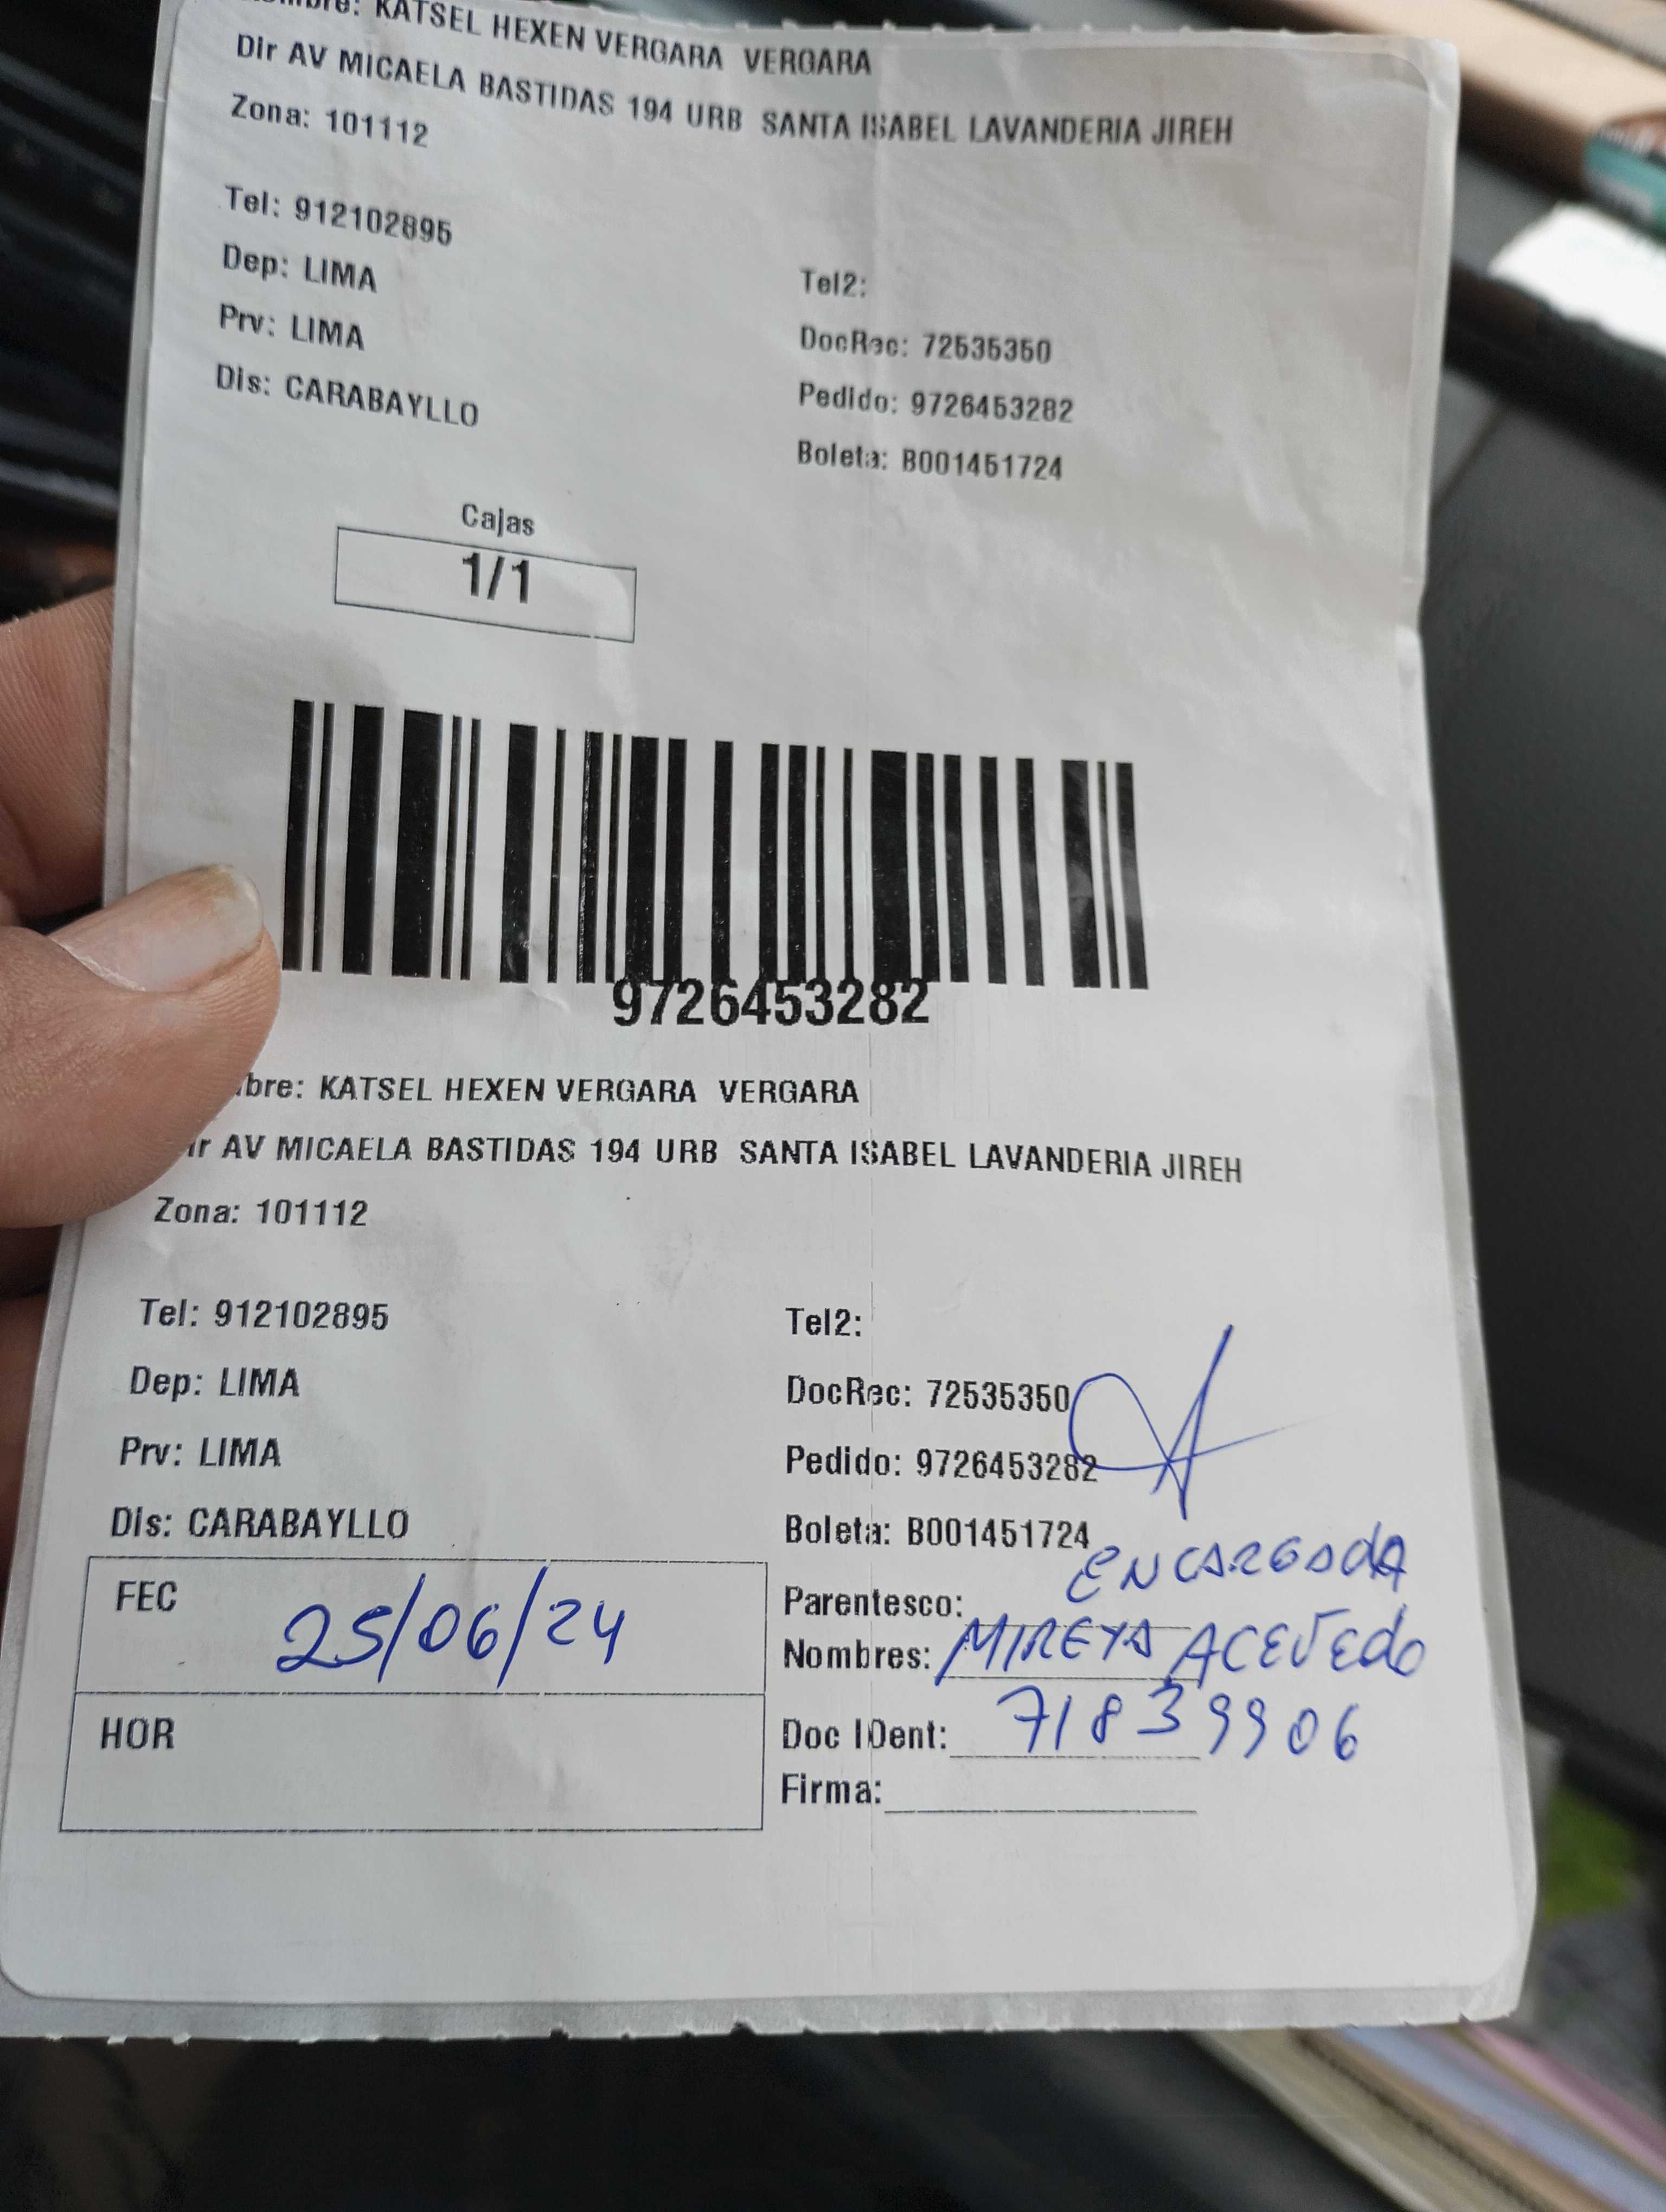 mbre: KATSEL HEXEN VERGARA VERGARA
Dir AV MICAELA BASTIDAS 194 URB SANTA ISABEL LAVANDERIA JIREH
Zona: 101112
Tel: 912102895
Dep: LIMA
Tel2:
Prv: LIMA
DocRec: 72535350
Dis: CARABAYLLO
Pedido: 9726453282
Boleta: B001451724
Cajas
1/1
9726453282
bre: KATSEL HEXEN VERGARA VERGARA
ir AV MICAELA BASTIDAS 194 URB SANTA ISABEL LAVANDERIA JIREH
Zona: 101112
Tel: 912102895
Tel2:
Dep: LIMA
DocRec: 72535350
Prv: LIMA
Pedido: 9726453282
Dis: CARABAYLLO
Boleta: B001451724
FEC 25/06/24
Parentesco: ENCARGADA
Nombres: MIREYA ACEVEDO
HOR
Doc IDent: 71839906
Firma: